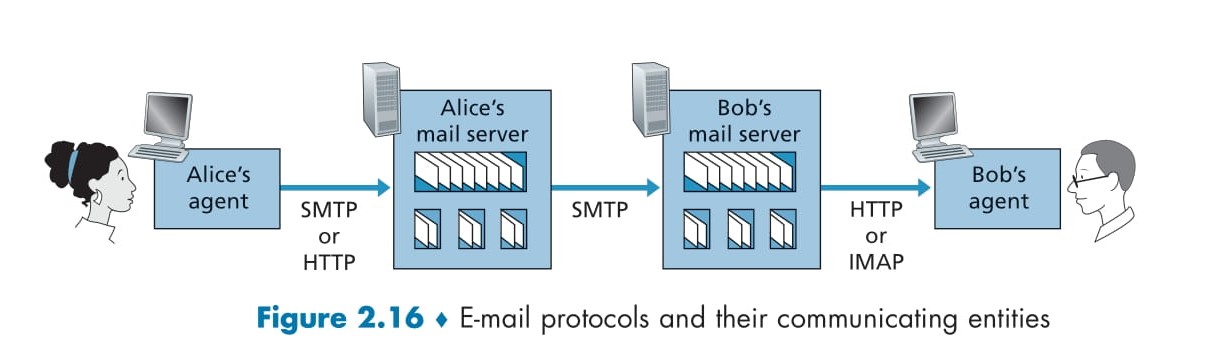 Alice's
agent
SMTP
or
HTTP
Alice's
mail server
SMTP
Bob's
mail server
HTTP
or
IMAP
Bob's
agent
Figure 2.16 ♦ E-mail protocols and their communicating entities